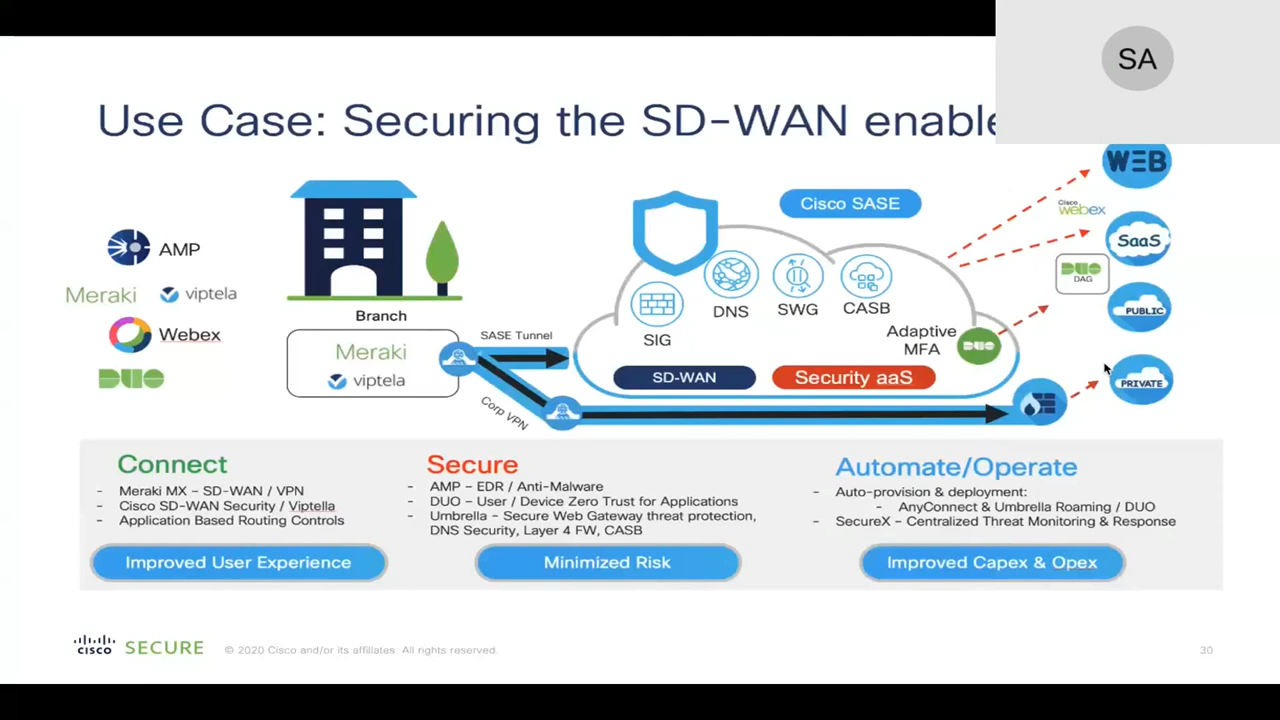 SA
Use Case: Securing the SD-WAN enable
WEB
Cisco SASE
Cisco webex
SaaS
AMP
DUO
DAG
Meraki viptela
DNS SWG CASB
PUBLIC
Branch
SIG
Webex
SASE Tunnel
Adaptive
MFA
DUO
Meraki
viptela
DUO
SD-WAN
Security aaS
PRIVATE
Corp VPN
Connect
- Meraki MX - SD-WAN / VPN
- Cisco SD-WAN Security / Viptella
- Application Based Routing Controls
Improved User Experience
Secure
- AMP - EDR / Anti-Malware
- DUO - User / Device Zero Trust for Applications
- Umbrella - Secure Web Gateway threat protection,
DNS Security, Layer 4 FW, CASB
Minimized Risk
Automate/Operate
- Auto-provision & deployment:
- AnyConnect & Umbrella Roaming / DUO
- SecureX - Centralized Threat Monitoring & Response
Improved Capex & Opex
cisco SECURE © 2020 Cisco and/or its affiliates. All rights reserved. 30